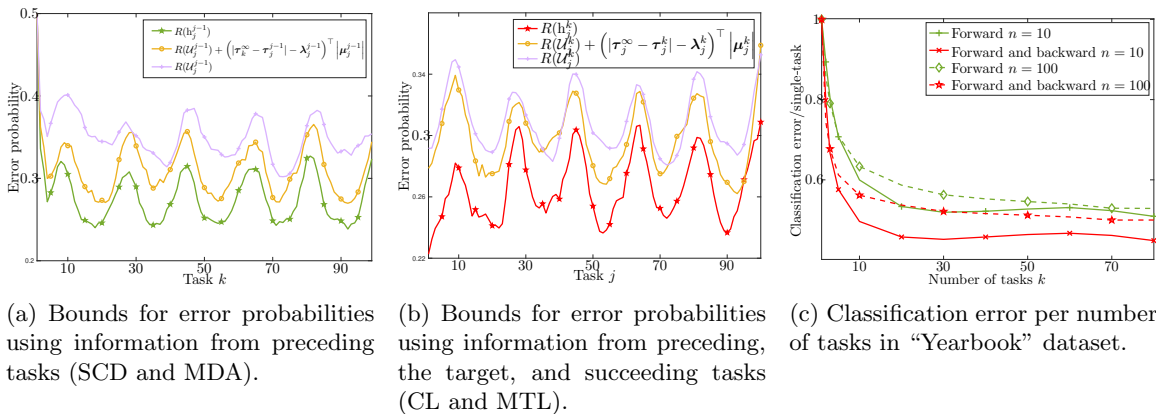 0.5
0.4
0.3
0.2
Error probability
10 30 50 70 90
Task k
R(h_j^{j-1})
R(𝒰_j^{j-1}) + (|τ_k^∞ − τ_j^{j-1}| − λ_j^{j-1})^⊤ |μ_j^{j-1}|
R(𝒰_j^{j-1})
0.34
0.3
0.26
0.22
Error probability
10 30 50 70 90
Task j
R(h_j^k)
R(𝒰_j^k) + (|τ_j^∞ − τ_j^k| − λ_j^k)^⊤ |μ_j^k|
R(𝒰_j^k)
1
0.8
0.6
Classification error/single-task
10 30 50 70
Number of tasks k
Forward n = 10
Forward and backward n = 10
Forward n = 100
Forward and backward n = 100
(a) Bounds for error probabilities
using information from preceding
tasks (SCD and MDA).
(b) Bounds for error probabilities
using information from preceding,
the target, and succeeding tasks
(CL and MTL).
(c) Classification error per number
of tasks in “Yearbook” dataset.